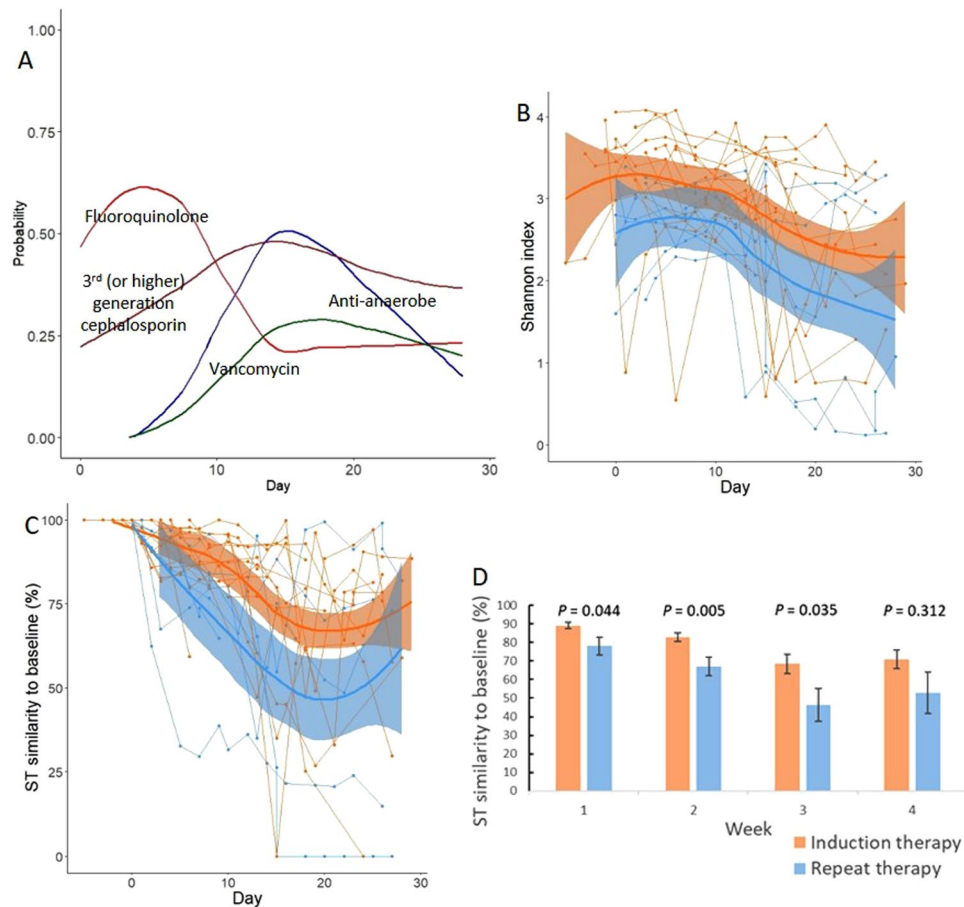 A
1.00
0.75
0.50
0.25
0.00
Probability
Fluoroquinolone
3rd (or higher)
generation
cephalosporin
Anti-anaerobe
Vancomycin
0
10
20
30
Day
B
4
3
2
1
0
Shannon index
0
10
20
30
Day
C
100
75
50
25
0
ST similarity to baseline (%)
0
10
20
30
Day
D
P = 0.044
P = 0.005
P = 0.035
P = 0.312
100
90
80
70
60
50
40
30
20
10
0
ST similarity to baseline (%)
1
2
3
4
Week
Induction therapy
Repeat therapy